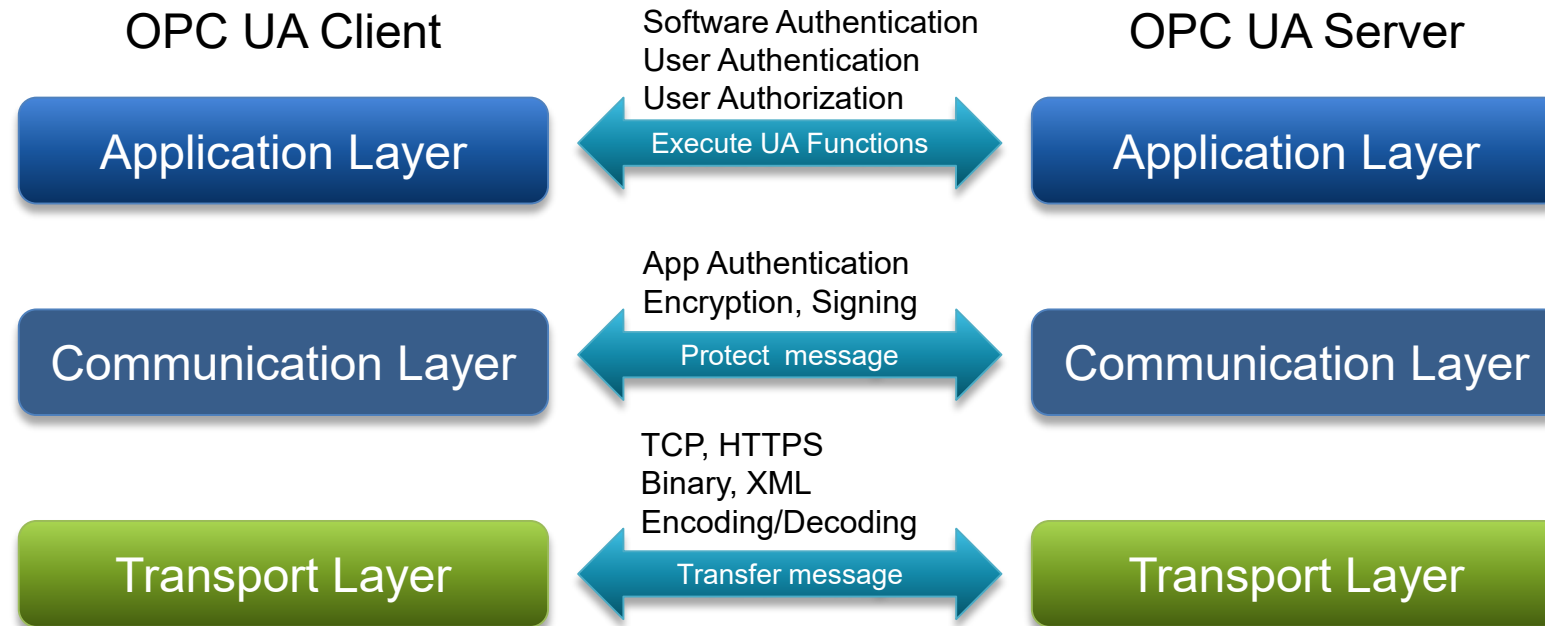 OPC UA Client
Software Authentication
User Authentication
User Authorization
OPC UA Server
Application Layer
Execute UA Functions
Application Layer
App Authentication
Encryption, Signing
Communication Layer
Protect message
Communication Layer
TCP, HTTPS
Binary, XML
Encoding/Decoding
Transport Layer
Transfer message
Transport Layer